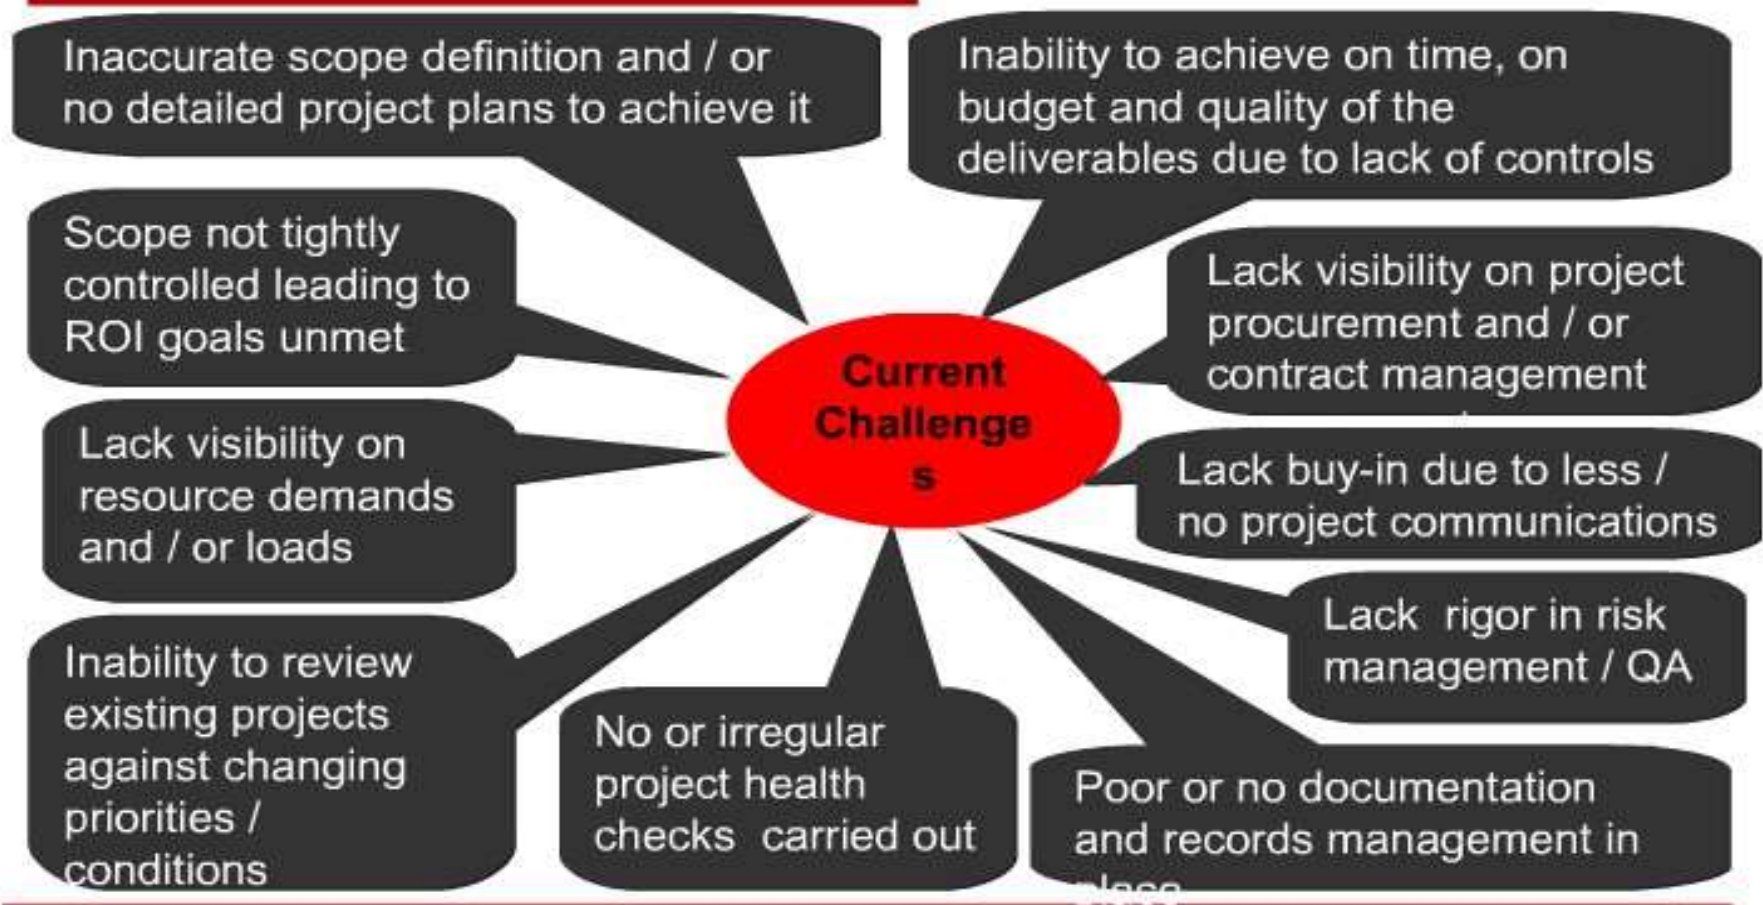 Inaccurate scope definition and / or
no detailed project plans to achieve it
Inability to achieve on time, on
budget and quality of the
deliverables due to lack of controls
Scope not tightly
controlled leading to
ROI goals unmet
Lack visibility on project
procurement and / or
contract management
Current
Challenge
s
Lack visibility on
resource demands
and / or loads
Lack buy-in due to less /
no project communications
Lack  rigor in risk
management / QA
Inability to review
existing projects
against changing
priorities /
conditions
No or irregular
project health
checks  carried out
Poor or no documentation
and records management in
place